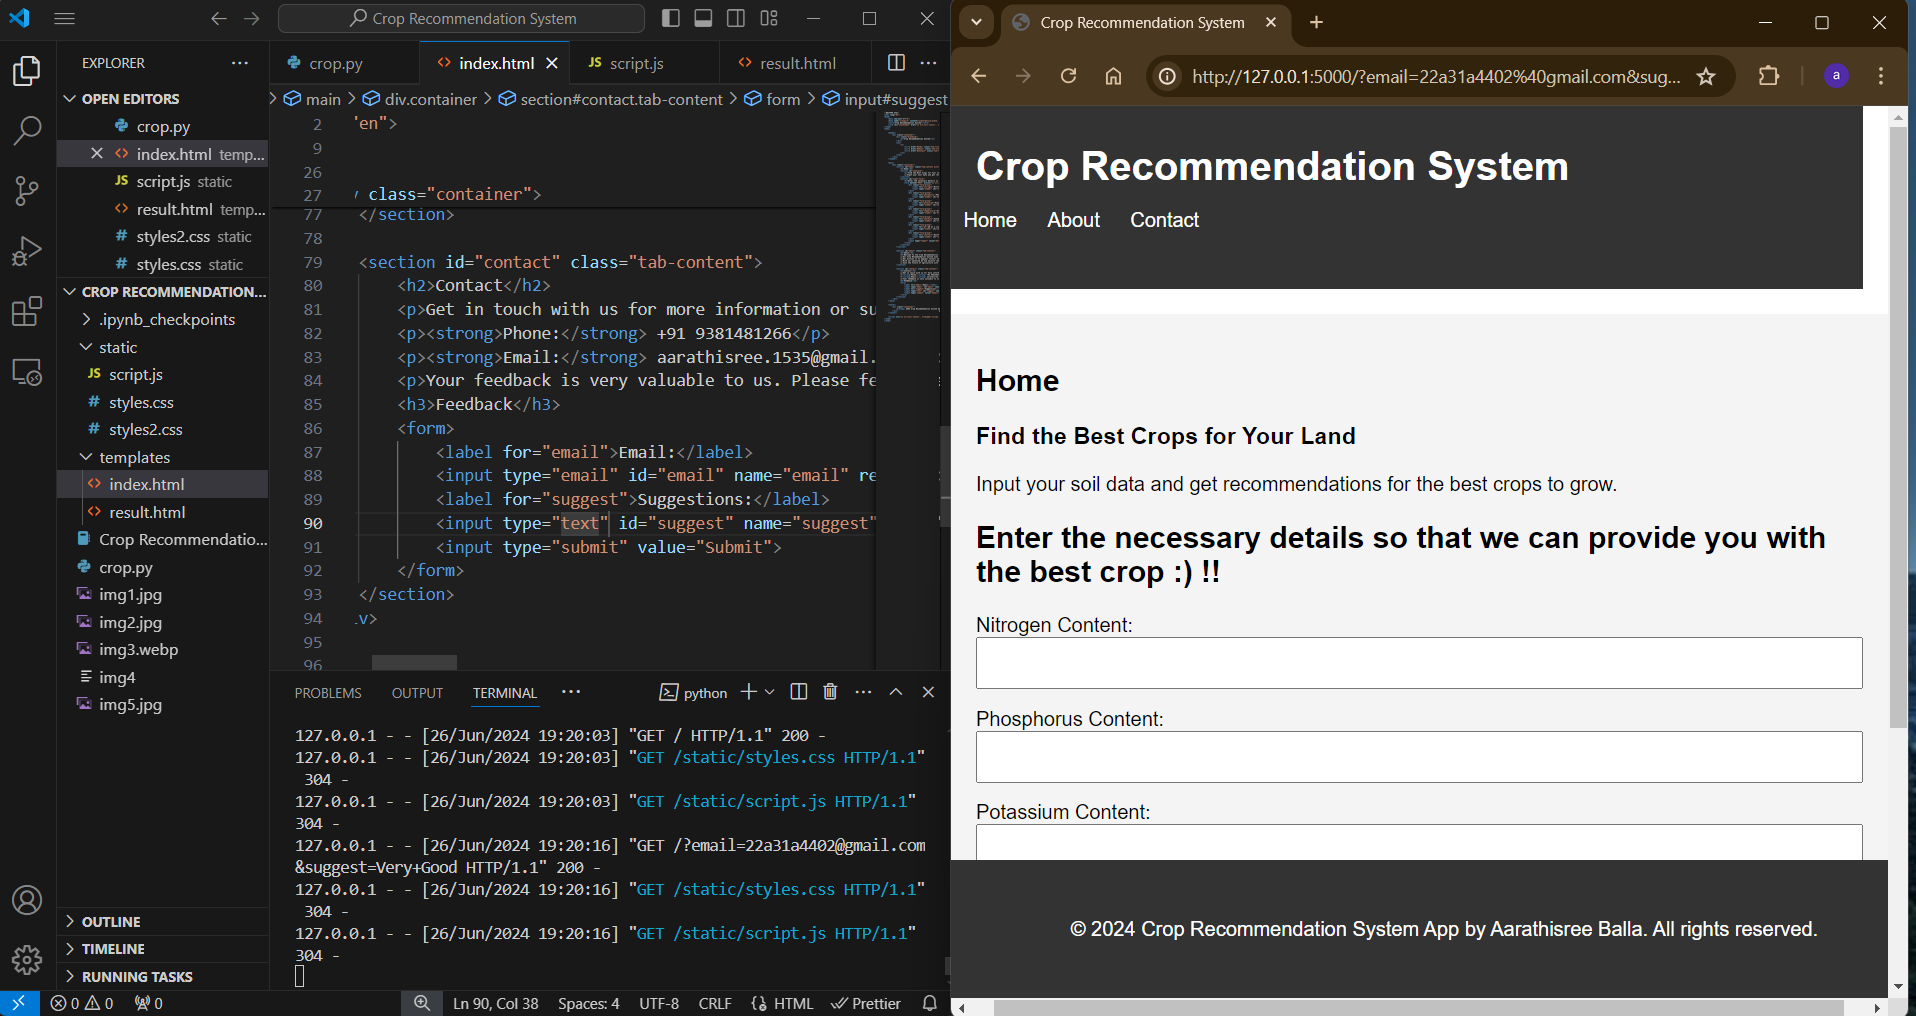 Crop Recommendation System
EXPLORER
OPEN EDITORS
crop.py
index.html temp...
script.js static
result.html temp...
styles2.css static
styles.css static
CROP RECOMMENDATION...
.ipynb_checkpoints
static
script.js
styles.css
styles2.css
templates
index.html
result.html
Crop Recommendatio...
crop.py
img1.jpg
img2.jpg
img3.webp
img4
img5.jpg
OUTLINE
TIMELINE
RUNNING TASKS
crop.py index.html script.js result.html
main > div.container > section#contact.tab-content > form > input#suggest
2 'en">
9
26
27 y class="container">
77 </section>
78
79 <section id="contact" class="tab-content">
80 <h2>Contact</h2>
81 <p>Get in touch with us for more information or su
82 <p><strong>Phone:</strong> +91 9381481266</p>
83 <p><strong>Email:</strong> aarathisree.1535@gmail.
84 <p>Your feedback is very valuable to us. Please fe
85 <h3>Feedback</h3>
86 <form>
87 <label for="email">Email:</label>
88 <input type="email" id="email" name="email" re
89 <label for="suggest">Suggestions:</label>
90 <input type="text" id="suggest" name="suggest"
91 <input type="submit" value="Submit">
92 </form>
93 </section>
94 .v>
95
96
PROBLEMS OUTPUT TERMINAL python
127.0.0.1 - - [26/Jun/2024 19:20:03] "GET / HTTP/1.1" 200 -
127.0.0.1 - - [26/Jun/2024 19:20:03] "GET /static/styles.css HTTP/1.1"
304 -
127.0.0.1 - - [26/Jun/2024 19:20:03] "GET /static/script.js HTTP/1.1"
304 -
127.0.0.1 - - [26/Jun/2024 19:20:16] "GET /?email=22a31a4402@gmail.com
&suggest=Very+Good HTTP/1.1" 200 -
127.0.0.1 - - [26/Jun/2024 19:20:16] "GET /static/styles.css HTTP/1.1"
304 -
127.0.0.1 - - [26/Jun/2024 19:20:16] "GET /static/script.js HTTP/1.1"
304 -
0 0 0 Ln 90, Col 38 Spaces: 4 UTF-8 CRLF HTML Prettier
Crop Recommendation System
http://127.0.0.1:5000/?email=22a31a4402%40gmail.com&sug...
a
Crop Recommendation System
Home About Contact
Home
Find the Best Crops for Your Land
Input your soil data and get recommendations for the best crops to grow.
Enter the necessary details so that we can provide you with
the best crop :) !!
Nitrogen Content:
Phosphorus Content:
Potassium Content:
© 2024 Crop Recommendation System App by Aarathisree Balla. All rights reserved.